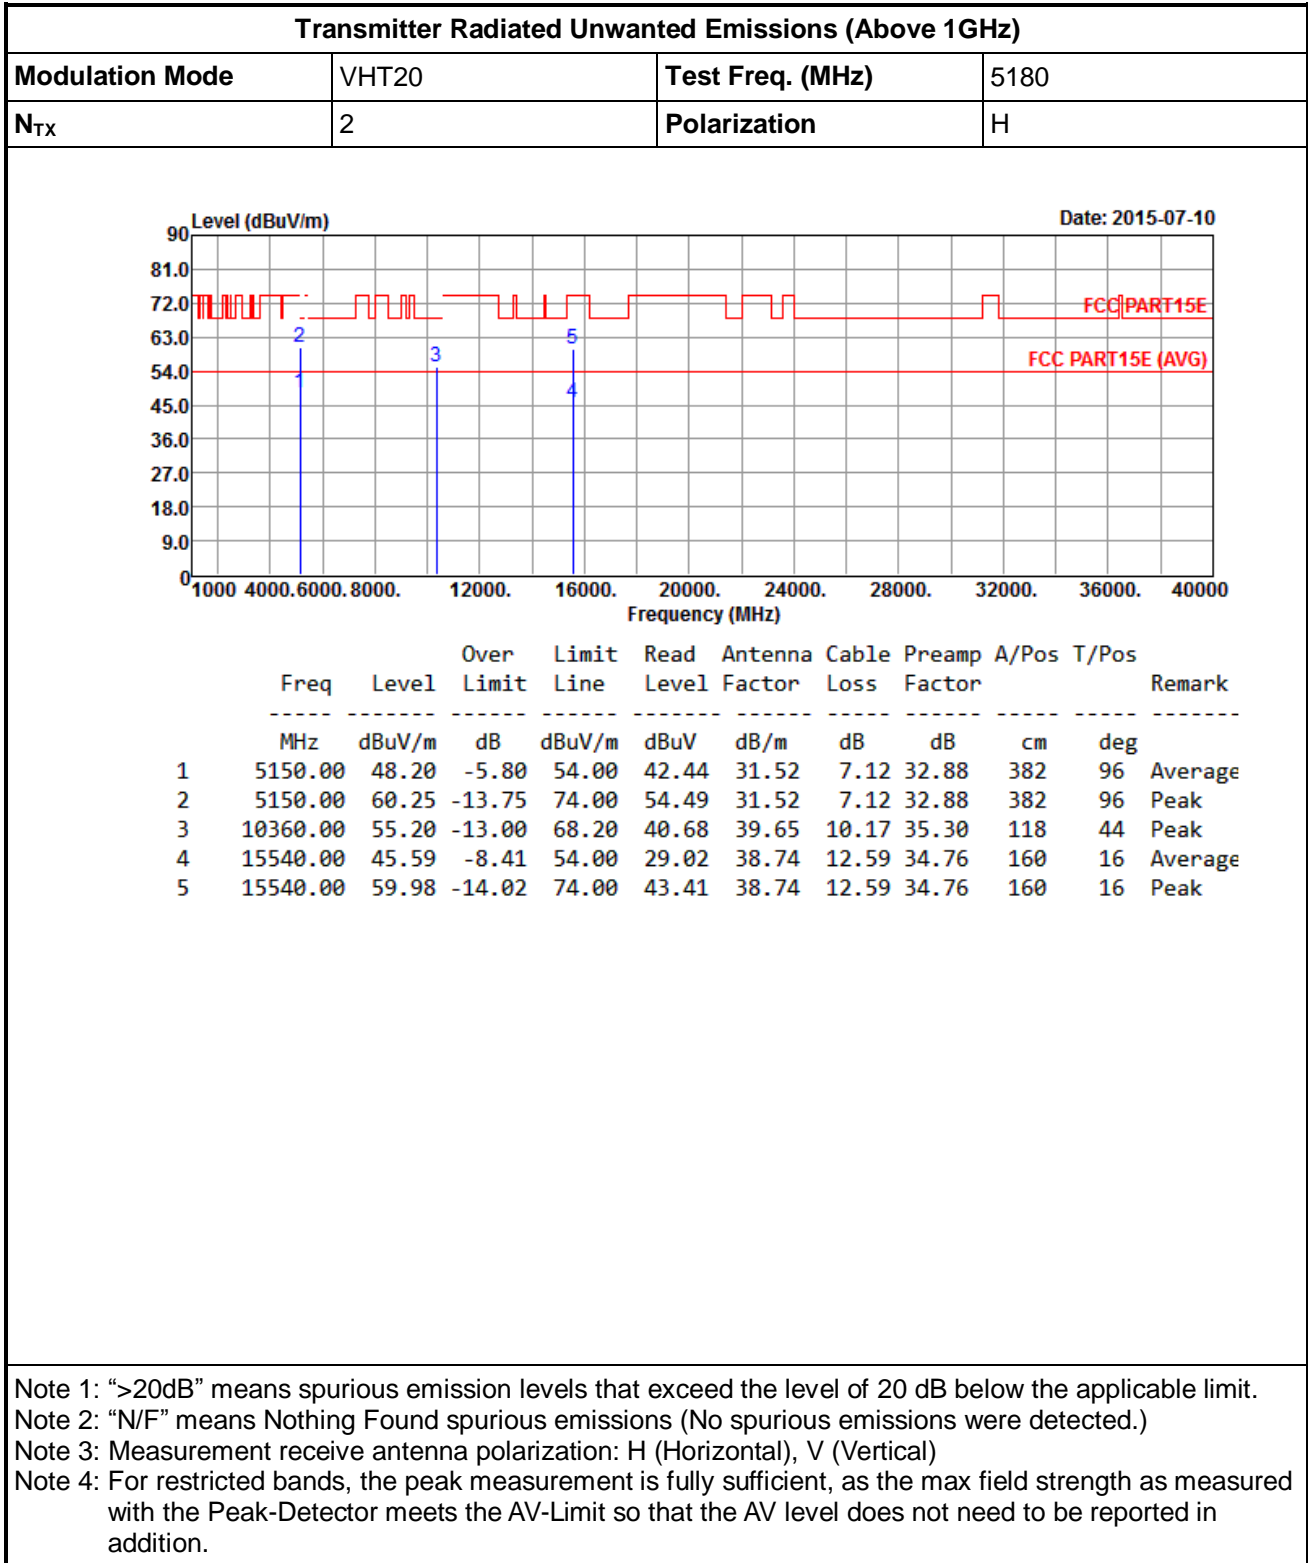 Transmitter Radiated Unwanted Emissions (Above 1GHz)
Modulation Mode VHT20 Test Freq. (MHz) 5180
NTX 2 Polarization H
Level (dBuV/m) Date: 2015-07-10
90
81.0
72.0 FCC PART15E
2 5
63.0
3
FCC PART15E (AVG)
54.0
1 4
45.0
36.0
27.0
18.0
9.0
0
1000 4000. 6000. 8000. 12000. 16000. 20000. 24000. 28000. 32000. 36000. 40000
Frequency (MHz)
Over Limit Read Antenna Cable Preamp A/Pos T/Pos
Freq Level Limit Line Level Factor Loss Factor Remark
----- ------- ------ ------ ------- ------ ----- ------ ----- ----- -------
MHz dBuV/m dB dBuV/m dBuV dB/m dB dB cm deg
1 5150.00 48.20 -5.80 54.00 42.44 31.52 7.12 32.88 382 96 Average
2 5150.00 60.25 -13.75 74.00 54.49 31.52 7.12 32.88 382 96 Peak
3 10360.00 55.20 -13.00 68.20 40.68 39.65 10.17 35.30 118 44 Peak
4 15540.00 45.59 -8.41 54.00 29.02 38.74 12.59 34.76 160 16 Average
5 15540.00 59.98 -14.02 74.00 43.41 38.74 12.59 34.76 160 16 Peak
Note 1: “>20dB” means spurious emission levels that exceed the level of 20 dB below the applicable limit.
Note 2: “N/F” means Nothing Found spurious emissions (No spurious emissions were detected.)
Note 3: Measurement receive antenna polarization: H (Horizontal), V (Vertical)
Note 4: For restricted bands, the peak measurement is fully sufficient, as the max field strength as measured
with the Peak-Detector meets the AV-Limit so that the AV level does not need to be reported in
addition.